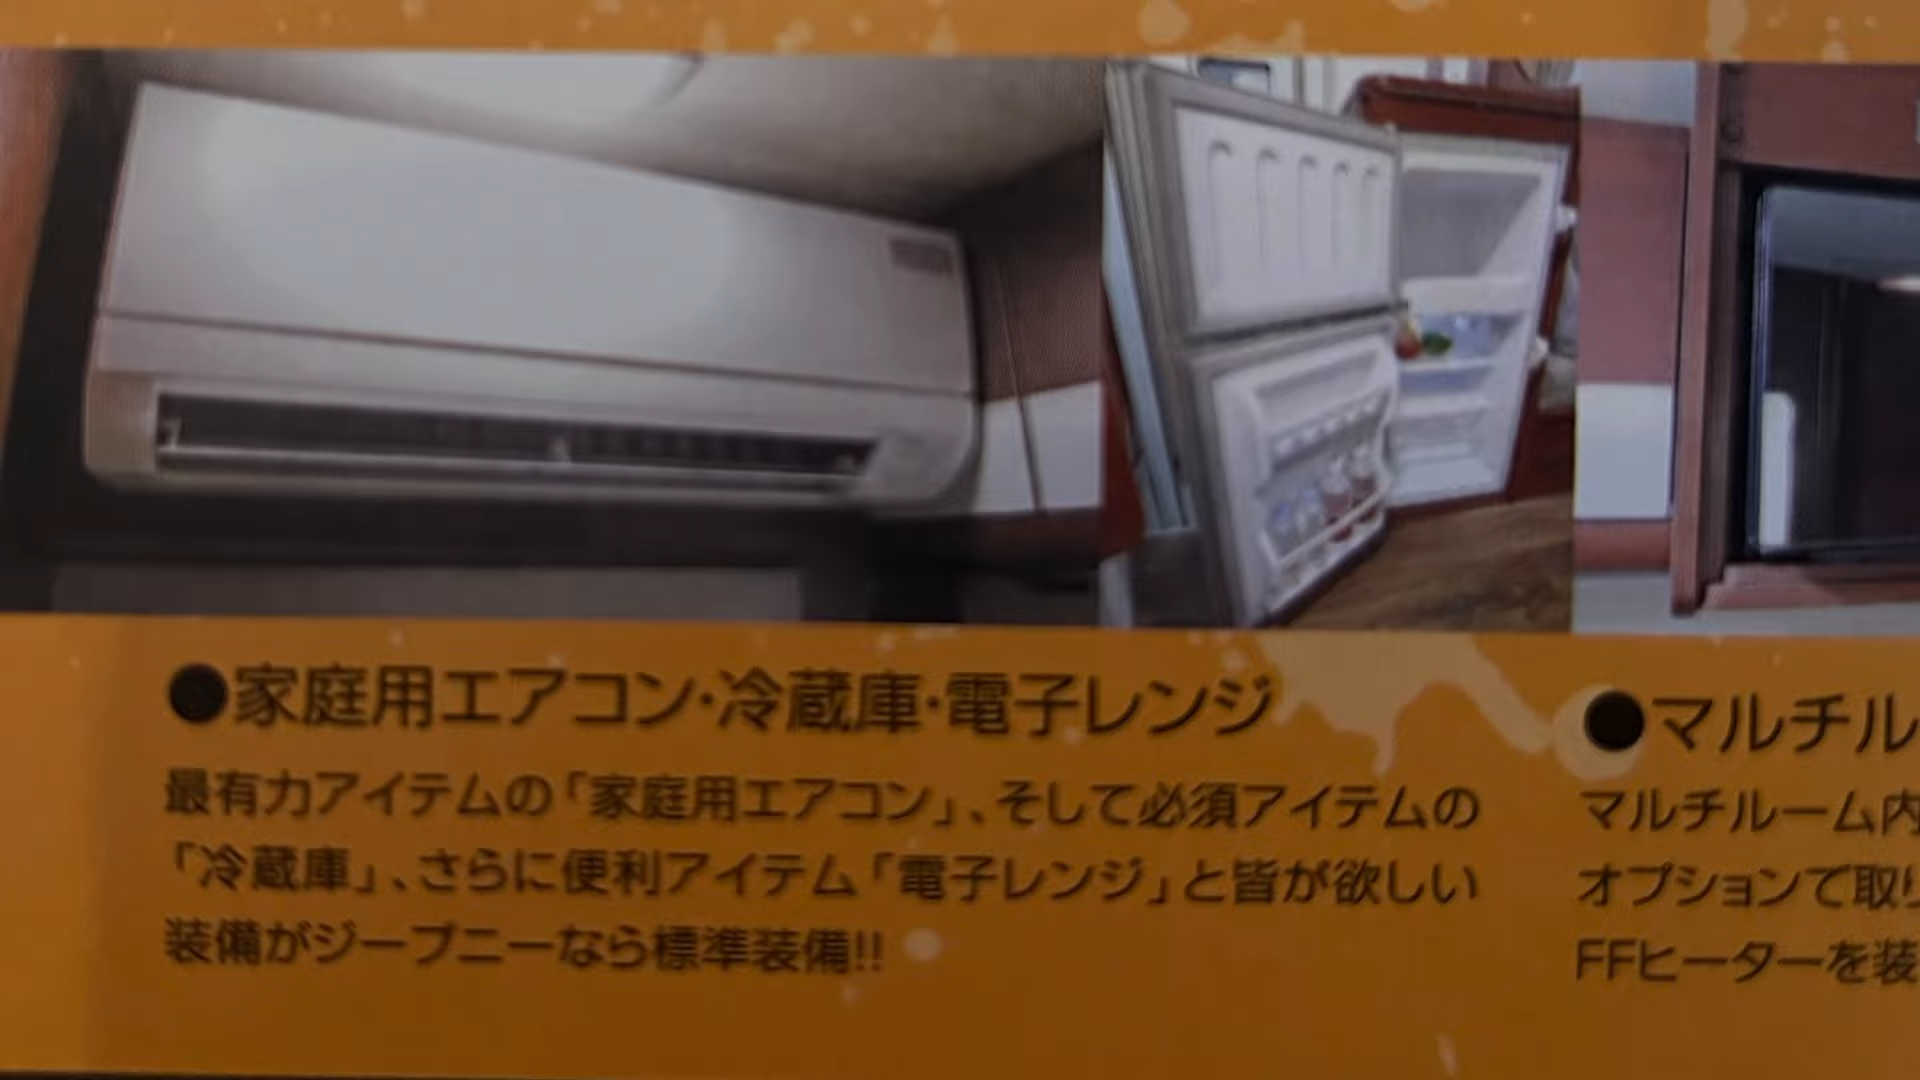 ●家庭用エアコン・冷蔵庫・電子レンジ
最有力アイテムの「家庭用エアコン」、そして必須アイテムの
「冷蔵庫」、さらに便利アイテム「電子レンジ」と皆が欲しい
装備がジープニーなら標準装備!!
●マルチル
マルチルーム内
オプションで取り
FFヒーターを装